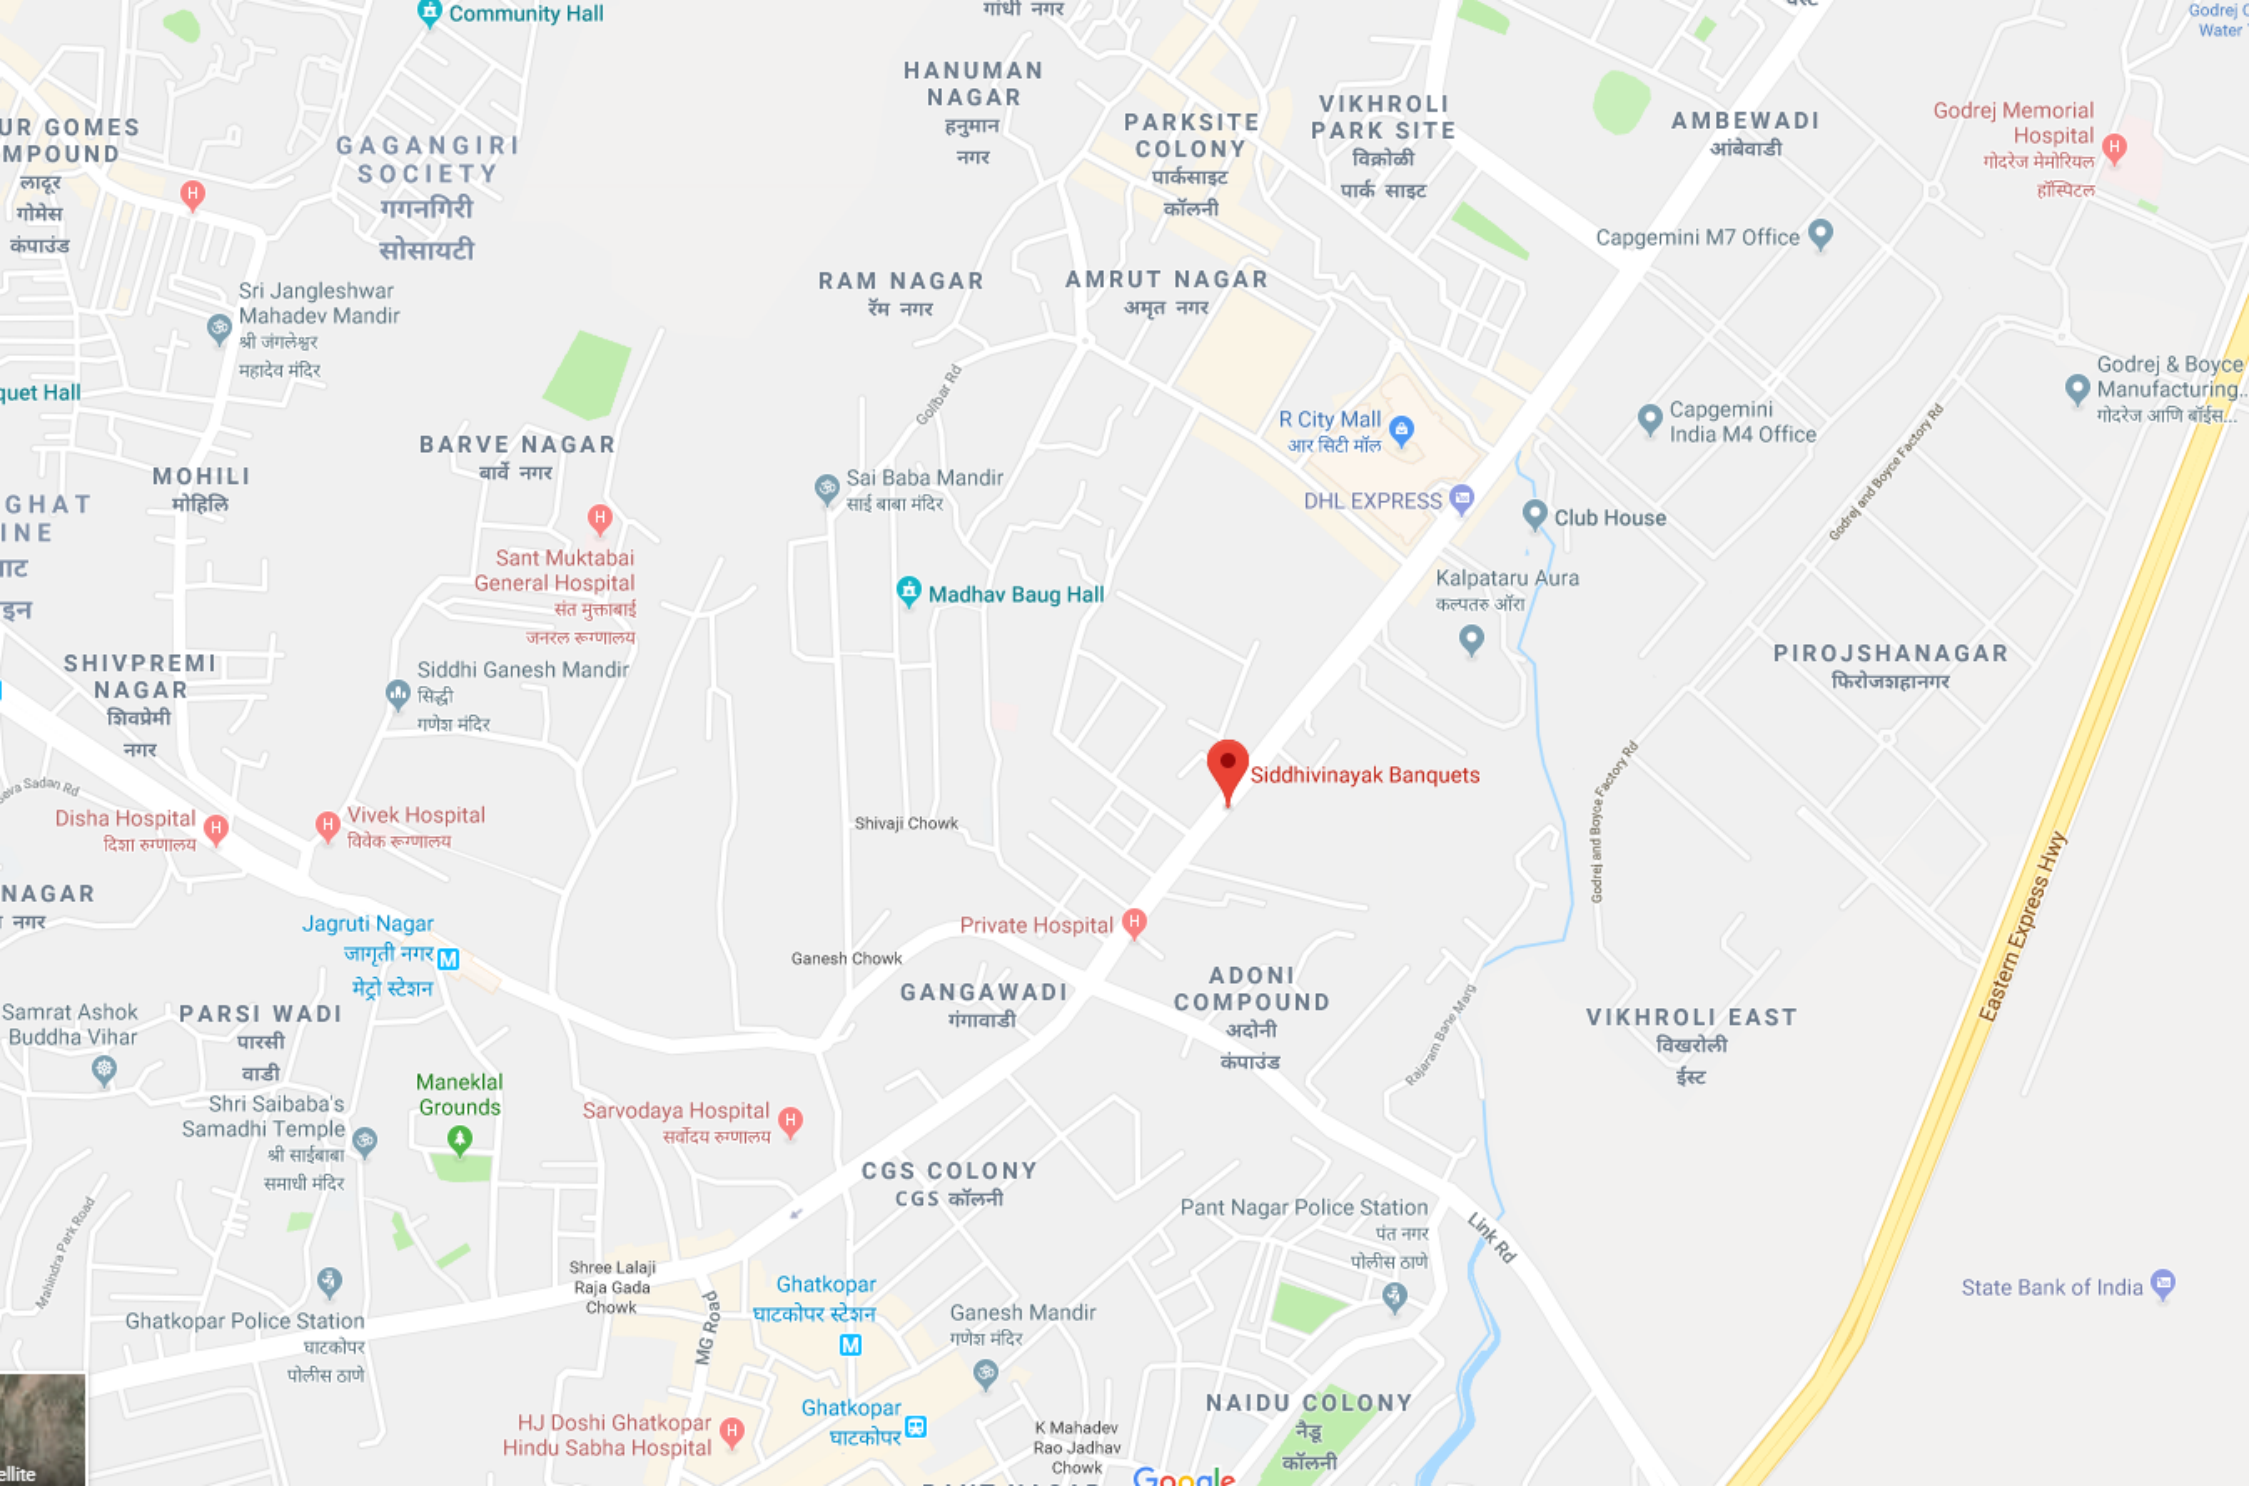 Community Hall
गांधी नगर
Godrej
Water
HANUMAN
NAGAR
हनुमान
नगर
PARKSITE
COLONY
पार्कसाइट
कॉलनी
VIKHROLI
PARK SITE
विक्रोळी
पार्क साइट
AMBEWADI
आंबेवाडी
Godrej Memorial
Hospital
गोदरेज मेमोरियल
हॉस्पिटल
UR GOMES
MPOUND
लादूर
गोमेस
कंपाउंड
GAGANGIRI
SOCIETY
गगनगिरी
सोसायटी
Capgemini M7 Office
RAM NAGAR
रॅम नगर
AMRUT NAGAR
अमृत नगर
Sri Jangleshwar
Mahadev Mandir
श्री जंगलेश्वर
महादेव मंदिर
quet Hall
Golibar Rd
Godrej & Boyce
Manufacturing...
गोदरेज आणि बॉईस...
R City Mall
आर सिटी मॉल
Capgemini
India M4 Office
Godrej and Boyce Factory Rd
BARVE NAGAR
बार्वे नगर
MOHILI
मोहिलि
GHAT
INE
ाट
इन
Sai Baba Mandir
साई बाबा मंदिर
DHL EXPRESS
Club House
Sant Muktabai
General Hospital
संत मुक्ताबाई
जनरल रूग्णालय
Madhav Baug Hall
Kalpataru Aura
कल्पतरु ऑरा
SHIVPREMI
NAGAR
शिवप्रेमी
नगर
Siddhi Ganesh Mandir
सिद्धी
गणेश मंदिर
PIROJSHANAGAR
फिरोजशहानगर
Siddhivinayak Banquets
Godrej and Boyce Factory Rd
eva Sadan Rd
Disha Hospital
दिशा रुग्णालय
Vivek Hospital
विवेक रूग्णालय
Shivaji Chowk
Eastern Express Hwy
NAGAR
नगर
Jagruti Nagar
जागृती नगर
मेट्रो स्टेशन
Private Hospital
Ganesh Chowk
GANGAWADI
गंगावाडी
ADONI
COMPOUND
अदोनी
कंपाउंड
Rajaram Bane Marg
VIKHROLI EAST
विखरोली
ईस्ट
Samrat Ashok
Buddha Vihar
PARSI WADI
पारसी
वाडी
Maneklal
Grounds
Shri Saibaba's
Samadhi Temple
श्री साईबाबा
समाधी मंदिर
Sarvodaya Hospital
सर्वोदय रुग्णालय
CGS COLONY
CGS कॉलनी
Pant Nagar Police Station
पंत नगर
पोलीस ठाणे
Link Rd
Mahindra Park Road
Shree Lalaji
Raja Gada
Chowk
MG Road
Ghatkopar
घाटकोपर स्टेशन
Ganesh Mandir
गणेश मंदिर
State Bank of India
Ghatkopar Police Station
घाटकोपर
पोलीस ठाणे
HJ Doshi Ghatkopar
Hindu Sabha Hospital
Ghatkopar
घाटकोपर
K Mahadev
Rao Jadhav
Chowk
NAIDU COLONY
नैडू
कॉलनी
ellite
Google